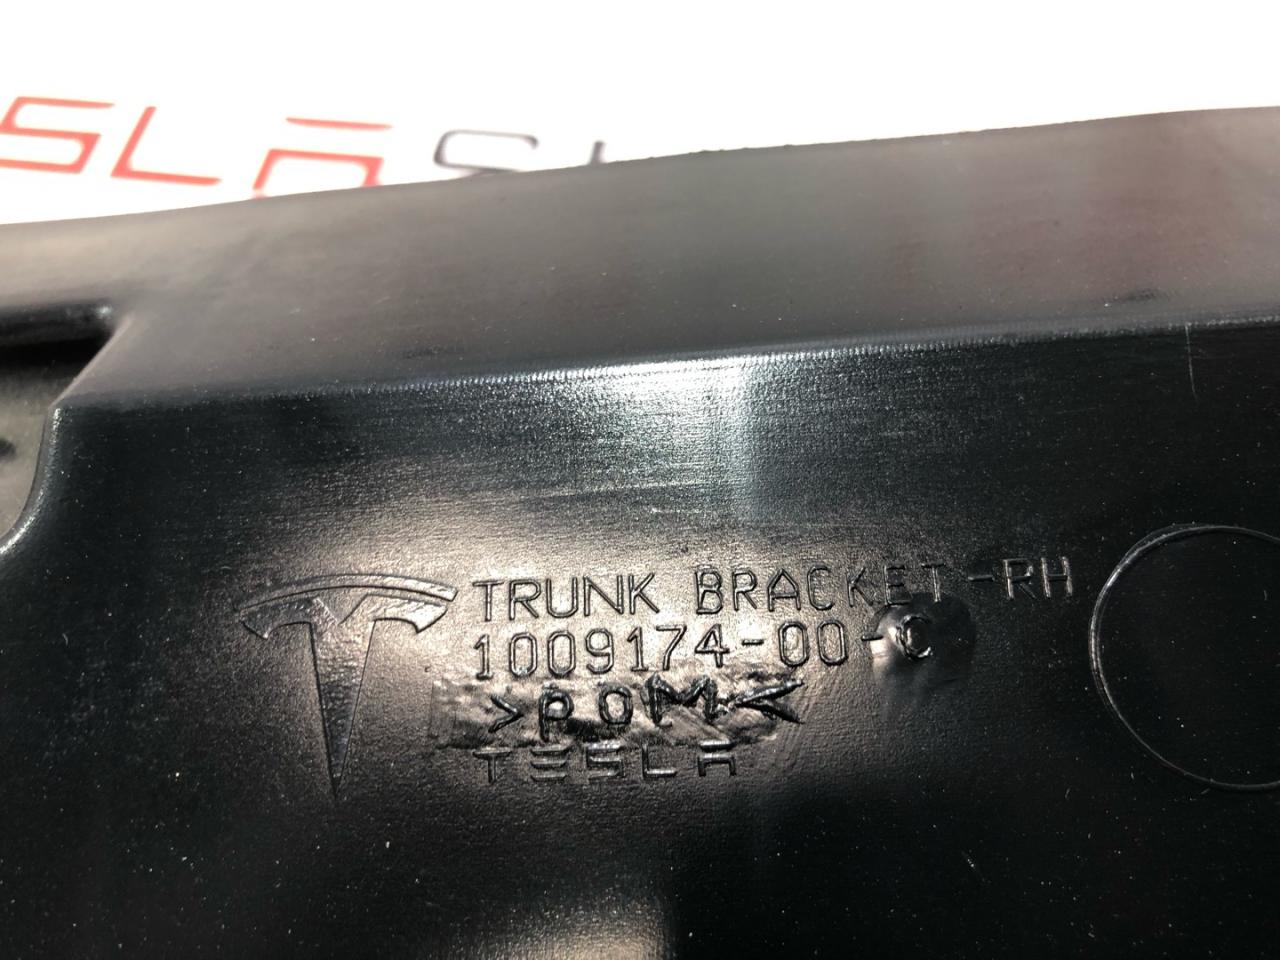 TRUNK BRACKET-RH
1009174-00-C
>POM<
TESLA